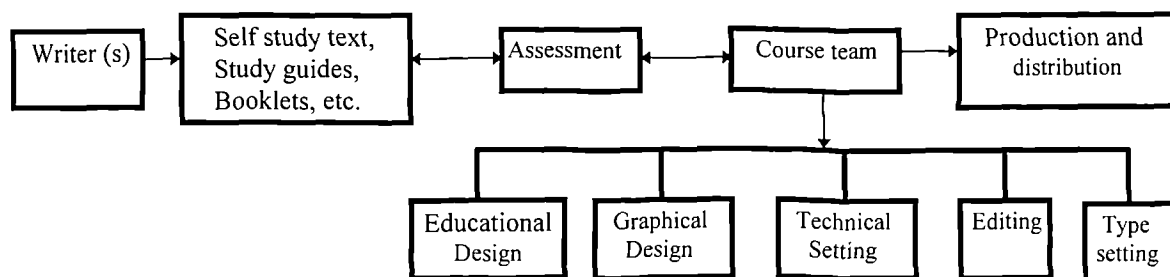 Writer (s)
Self study text,
Study guides,
Booklets, etc.
Assessment
Course team
Production and
distribution
Educational
Design
Graphical
Design
Technical
Setting
Editing
Type
setting